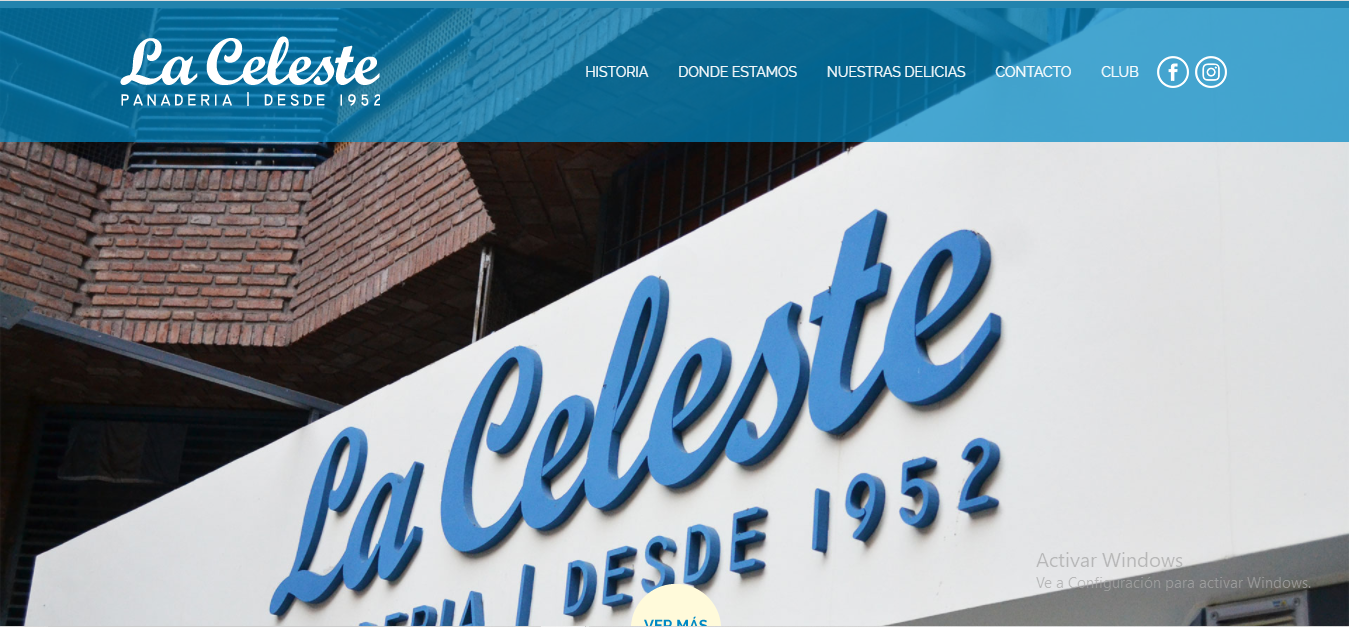 La Celeste
PANADERIA | DESDE 1952
HISTORIA DONDE ESTAMOS NUESTRAS DELICIAS CONTACTO CLUB
La Celeste
DERIA | DESDE 1952
Activar Windows
Ve a Configuración para activar Windows.
VER MÁS